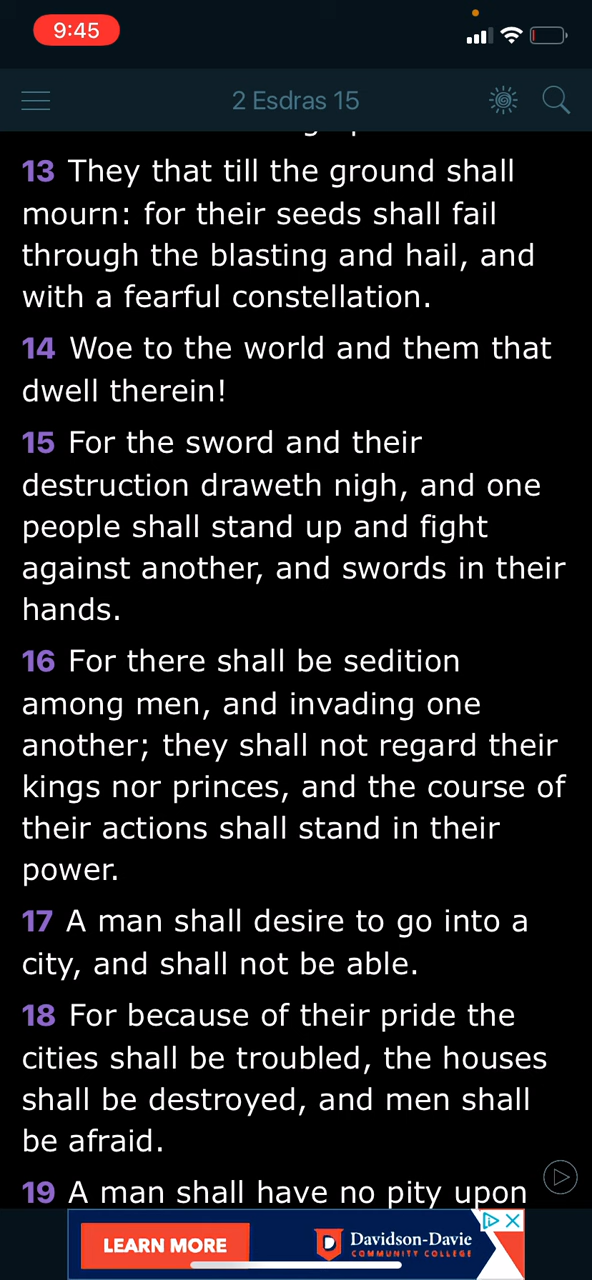 9:45
2 Esdras 15
13 They that till the ground shall
mourn: for their seeds shall fail
through the blasting and hail, and
with a fearful constellation.
14 Woe to the world and them that
dwell therein!
15 For the sword and their
destruction draweth nigh, and one
people shall stand up and fight
against another, and swords in their
hands.
16 For there shall be sedition
among men, and invading one
another; they shall not regard their
kings nor princes, and the course of
their actions shall stand in their
power.
17 A man shall desire to go into a
city, and shall not be able.
18 For because of their pride the
cities shall be troubled, the houses
shall be destroyed, and men shall
be afraid.
19 A man shall have no pity upon
LEARN MORE
Davidson-Davie
COMMUNITY COLLEGE